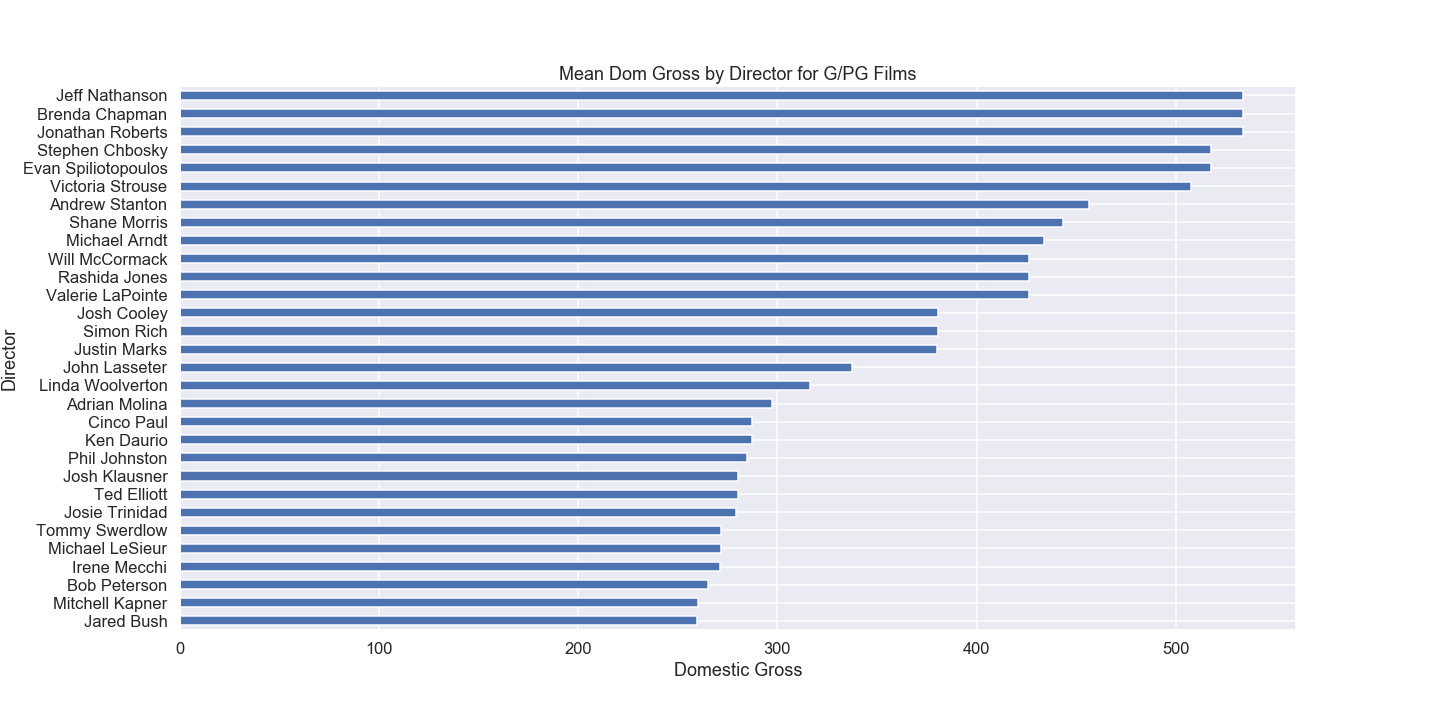 Mean Dom Gross by Director for G/PG Films
Jeff Nathanson
Brenda Chapman
Jonathan Roberts
Stephen Chbosky
Evan Spiliotopoulos
Victoria Strouse
Andrew Stanton
Shane Morris
Michael Arndt
Will McCormack
Rashida Jones
Valerie LaPointe
Josh Cooley
Simon Rich
Justin Marks
John Lasseter
Linda Woolverton
Adrian Molina
Cinco Paul
Ken Daurio
Phil Johnston
Josh Klausner
Ted Elliott
Josie Trinidad
Tommy Swerdlow
Michael LeSieur
Irene Mecchi
Bob Peterson
Mitchell Kapner
Jared Bush
Director
0 100 200 300 400 500
Domestic Gross